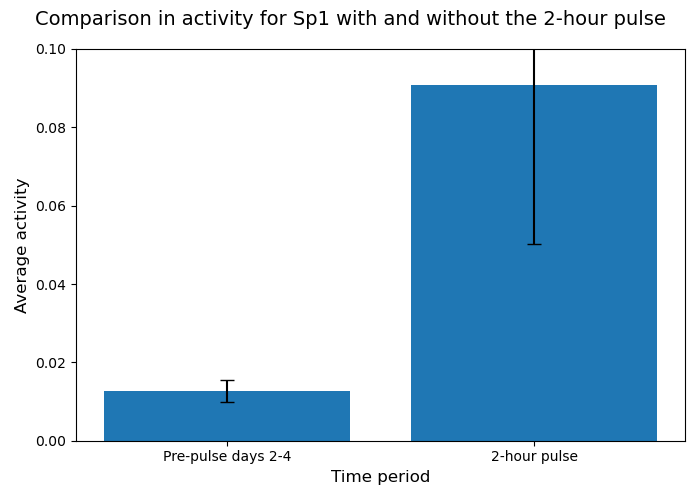 Comparison in activity for Sp1 with and without the 2-hour pulse
0.10
0.08
0.06
0.04
0.02
0.00
Average activity
Pre-pulse days 2-4
2-hour pulse
Time period